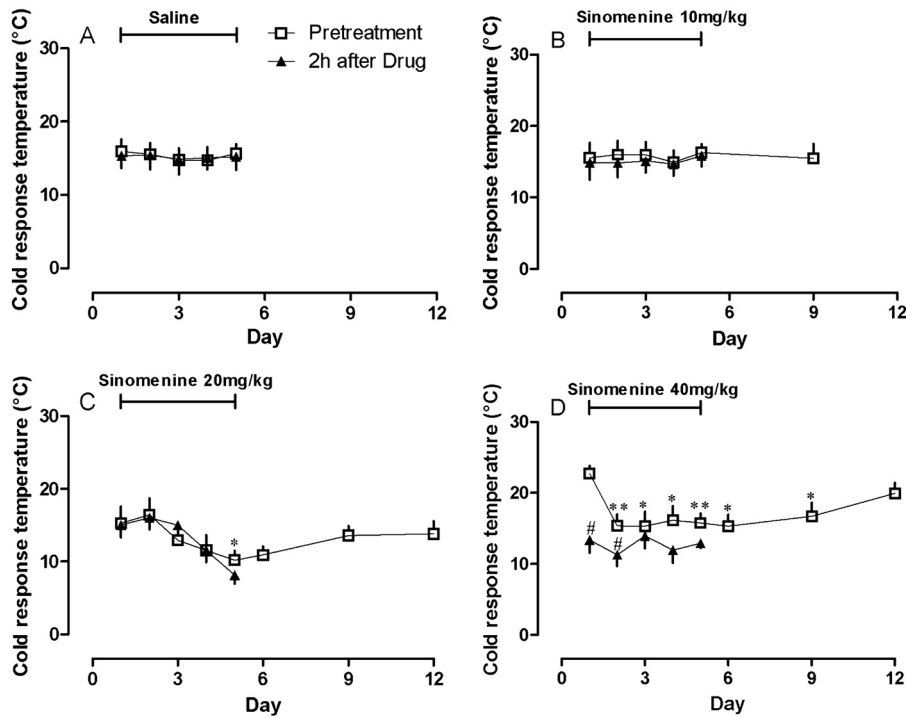 A
Saline
Pretreatment
2h after Drug
Cold response temperature (°C)
30
20
10
0
0 3 6 9 12
Day
B
Sinomenine 10mg/kg
Cold response temperature (°C)
30
20
10
0
0 3 6 9 12
Day
C
Sinomenine 20mg/kg
Cold response temperature (°C)
30
20
10
0
*
0 3 6 9 12
Day
D
Sinomenine 40mg/kg
Cold response temperature (°C)
30
20
10
0
** * * ** * *
# #
0 3 6 9 12
Day